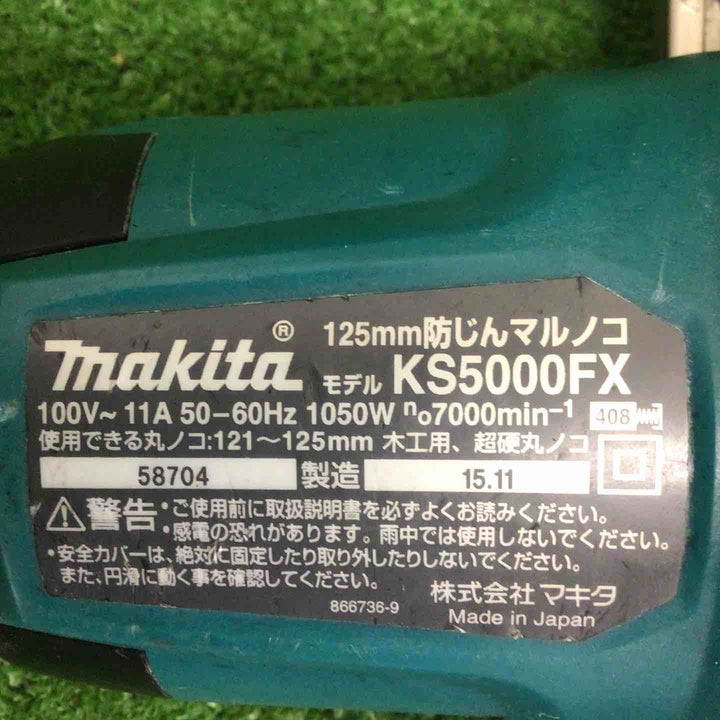 125mm防じんマルノコ
makita® モデル KS5000FX
100V~ 11A 50-60Hz 1050W n₀7000min⁻¹ 408
使用できる丸ノコ:121~125mm 木工用、超硬丸ノコ
58704 製造 15.11
⚠警告 •ご使用前に取扱説明書を必ずよくお読みください。
•感電の恐れがあります。雨中では使用しないでください。
•安全カバーは、絶対に固定したり取り外したりしないでください。
また、円滑に動く事を確認してください。
株式会社 マキタ
866736-9 Made in Japan